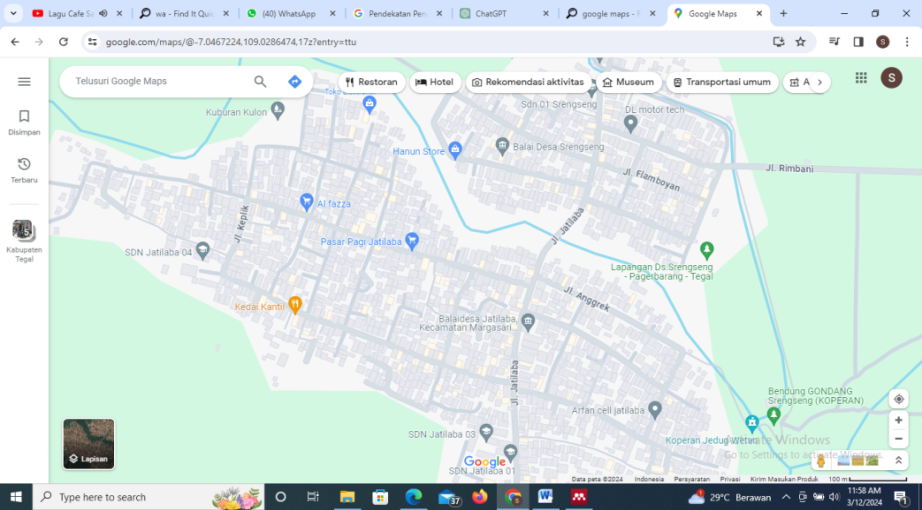 Lagu Cafe Se
wa - Find It Quic
(40) WhatsApp
Pendekatan Pen
ChatGPT
google maps - F
Google Maps
google.com/maps/@-7.0467224,109.0286474,17z?entry=ttu
S
Telusuri Google Maps
Restoran
Hotel
Rekomendasi aktivitas
Museum
Transportasi umum
A
S
Disimpan
Terbaru
Kabupaten
Tegal
Kuburan Kulon
Sdn 01 Srengseng
DL motor tech
Hanun Store
Balai Desa Srengseng
Jl. Rimbani
Jl. Flamboyan
Al fazza
Jl. Keplik
Jl. Jatilaba
Pasar Pagi Jatilaba
SDN Jatilaba 04
Lapangan Ds.Srengseng
- Pagerbarang - Tegal
Jl. Anggrek
Kedai Kantil
Balaidesa Jatilaba,
Kecamatan Margasari
Jl. Jatilaba
Bendung GONDANG
Srengseng (KOPERAN)
Arfan cell jatilaba
SDN Jatilaba 03
Koperan Jedug Wetan
Activate Windows
Go to Settings to activate Windows.
Lapisan
Google
SDN Jatilaba 01
Data peta ©2024
Indonesia
Persyaratan
Privasi
Kirim Masukan Produk
100 m
Type here to search
37
29°C Berawan
11:58 AM
3/12/2024
1